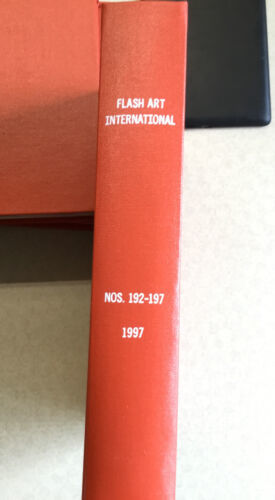 FLASH ART
INTERNATIONAL
NOS. 192-197
1997